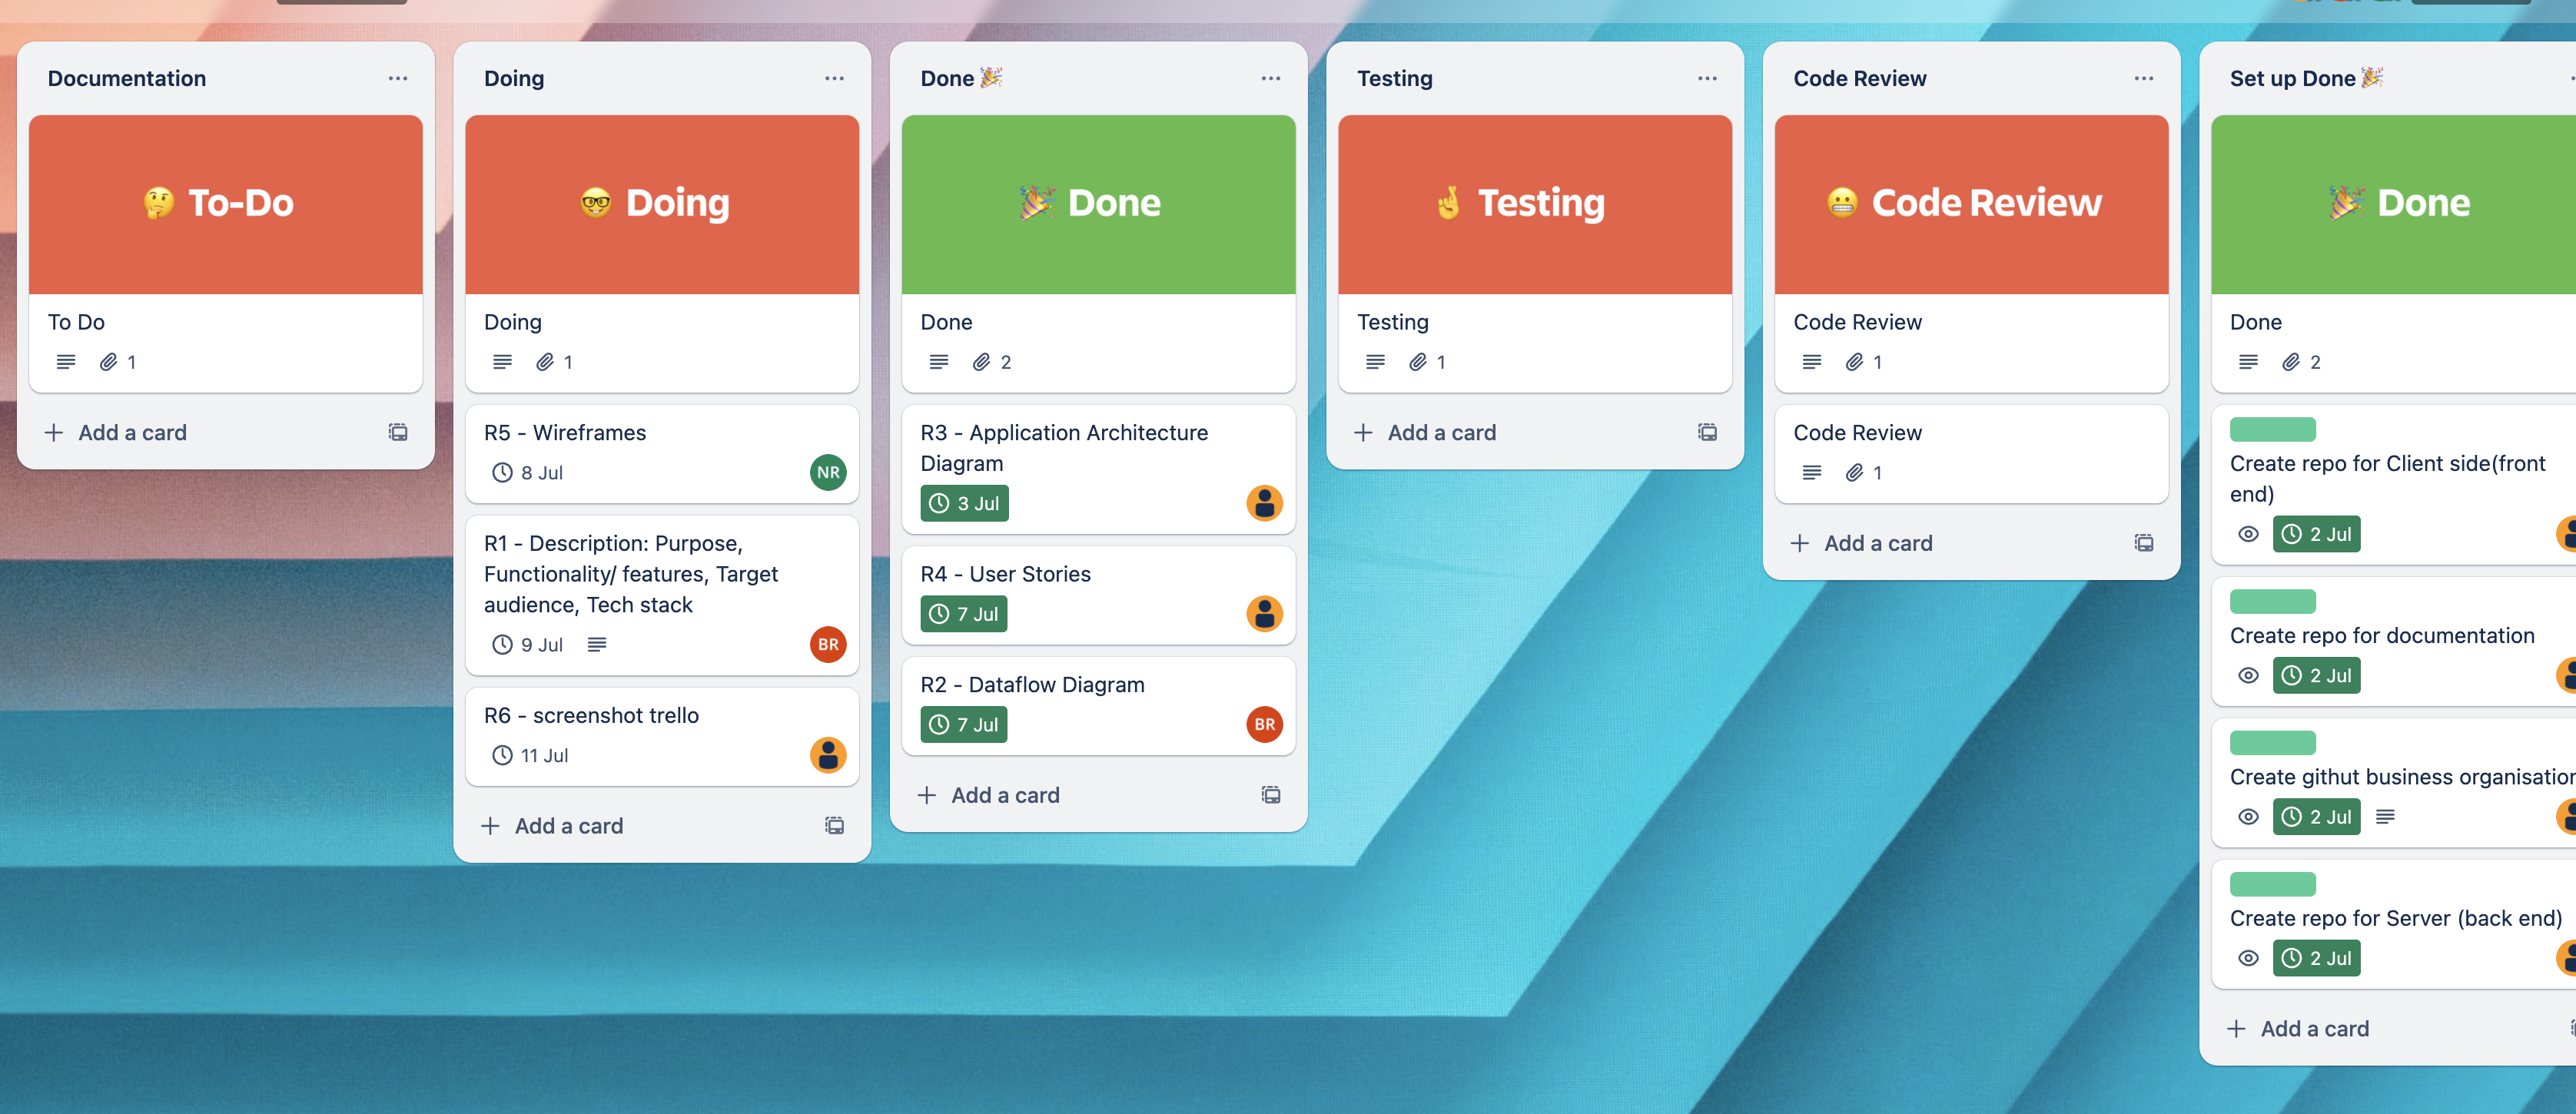 Documentation
To-Do
To Do
1
Add a card
Doing
Doing
Doing
1
R5 - Wireframes
8 Jul
NR
R1 - Description: Purpose,
Functionality/ features, Target
audience, Tech stack
9 Jul
BR
R6 - screenshot trello
11 Jul
Add a card
Done
Done
Done
2
R3 - Application Architecture
Diagram
3 Jul
R4 - User Stories
7 Jul
R2 - Dataflow Diagram
7 Jul
BR
Add a card
Testing
Testing
Testing
1
Add a card
Code Review
Code Review
Code Review
1
Code Review
1
Add a card
Set up Done
Done
Done
2
Create repo for Client side(front
end)
2 Jul
Create repo for documentation
2 Jul
Create githut business organisation
2 Jul
Create repo for Server (back end)
2 Jul
Add a card